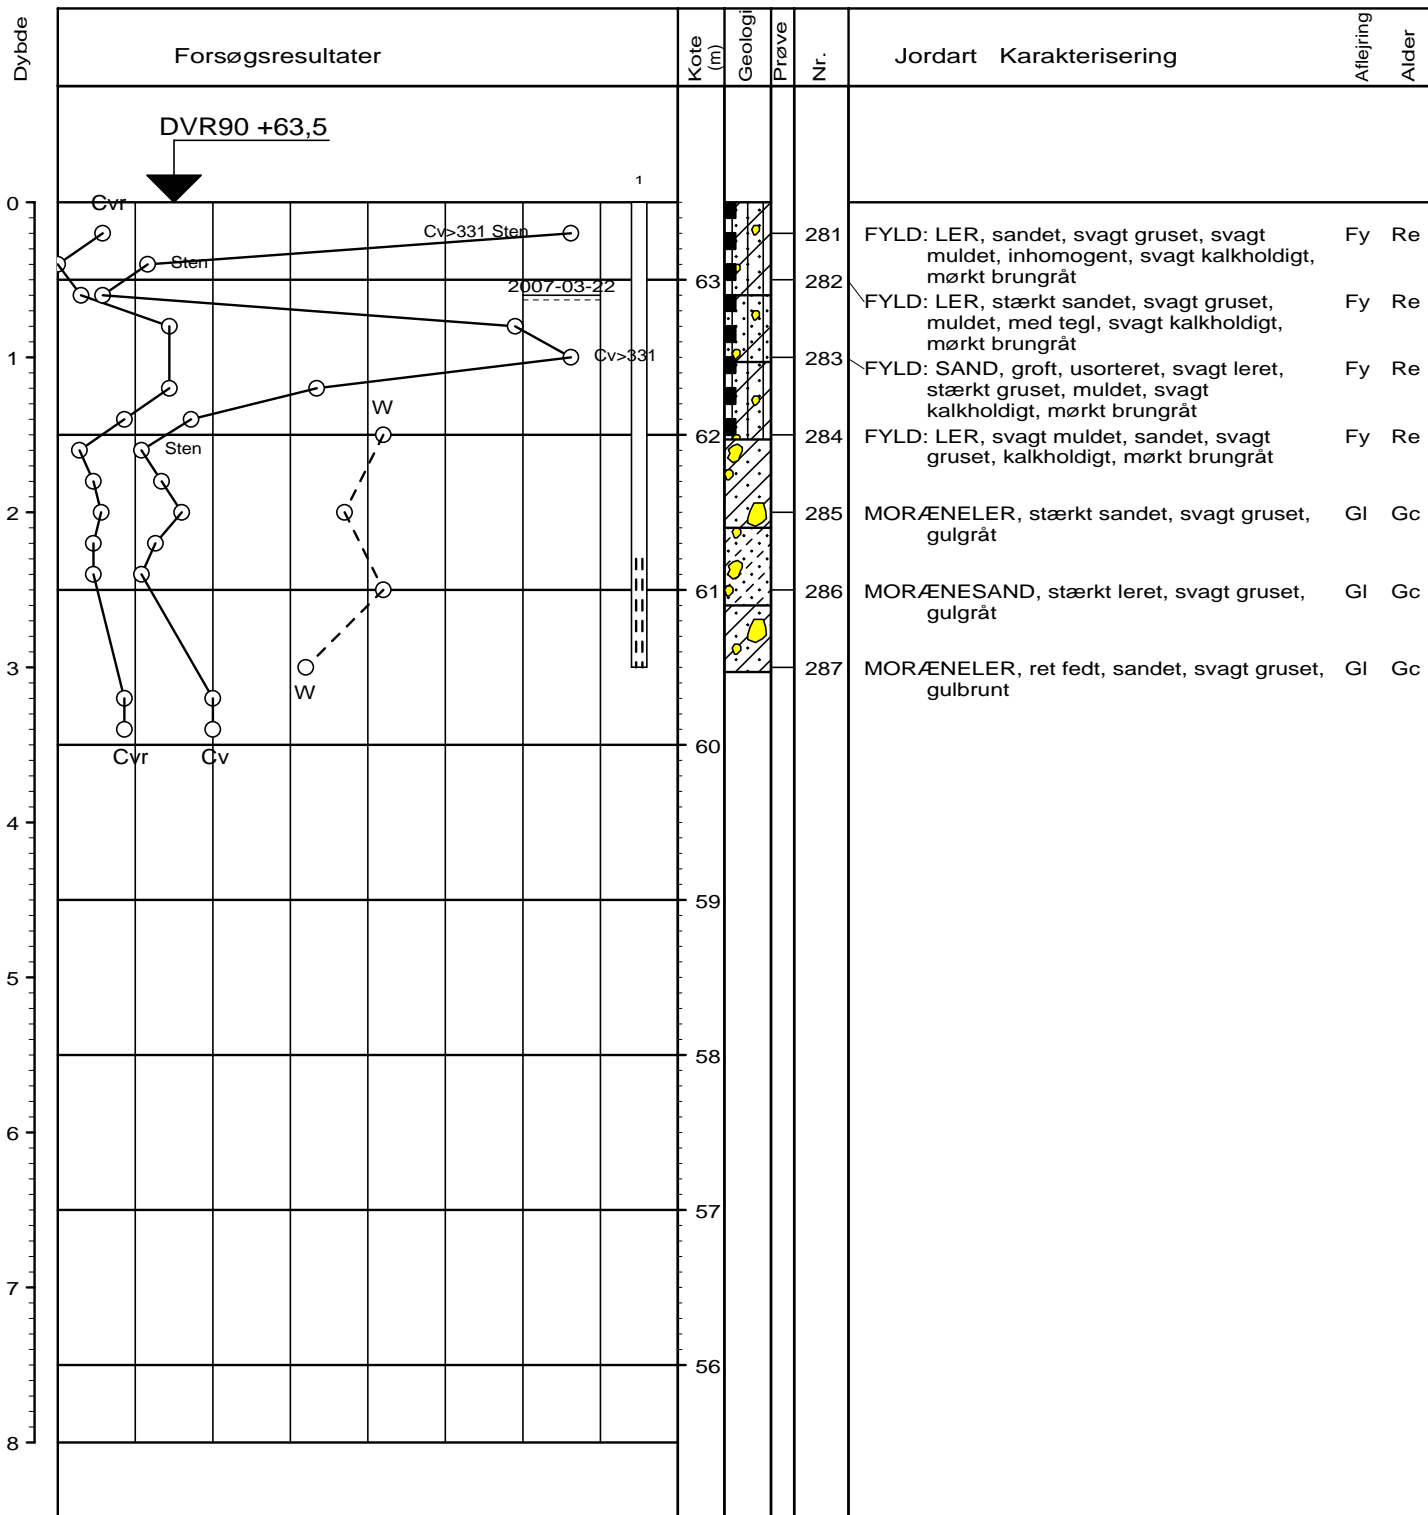 Dybde
Forsøgsresultater
Kote
(m)
Geologi
Prøve
Nr.
Jordart Karakterisering
Aflejring
Alder
DVR90 +63,5
1
0
Cvr
Cv>331 Sten
281 FYLD: LER, sandet, svagt gruset, svagt Fy Re
muldet, inhomogent, svagt kalkholdigt,
mørkt brungråt
Sten
63
282
2007-03-22
FYLD: LER, stærkt sandet, svagt gruset, Fy Re
muldet, med tegl, svagt kalkholdigt,
mørkt brungråt
1
Cv>331
283
FYLD: SAND, groft, usorteret, svagt leret, Fy Re
stærkt gruset, muldet, svagt
kalkholdigt, mørkt brungråt
W
62
284 FYLD: LER, svagt muldet, sandet, svagt Fy Re
gruset, kalkholdigt, mørkt brungråt
Sten
2
285 MORÆNELER, stærkt sandet, svagt gruset, Gl Gc
gulgråt
61
286 MORÆNESAND, stærkt leret, svagt gruset, Gl Gc
gulgråt
3
W
287 MORÆNELER, ret fedt, sandet, svagt gruset, Gl Gc
gulbrunt
60
Cvr Cv
4
59
5
58
6
57
7
56
8